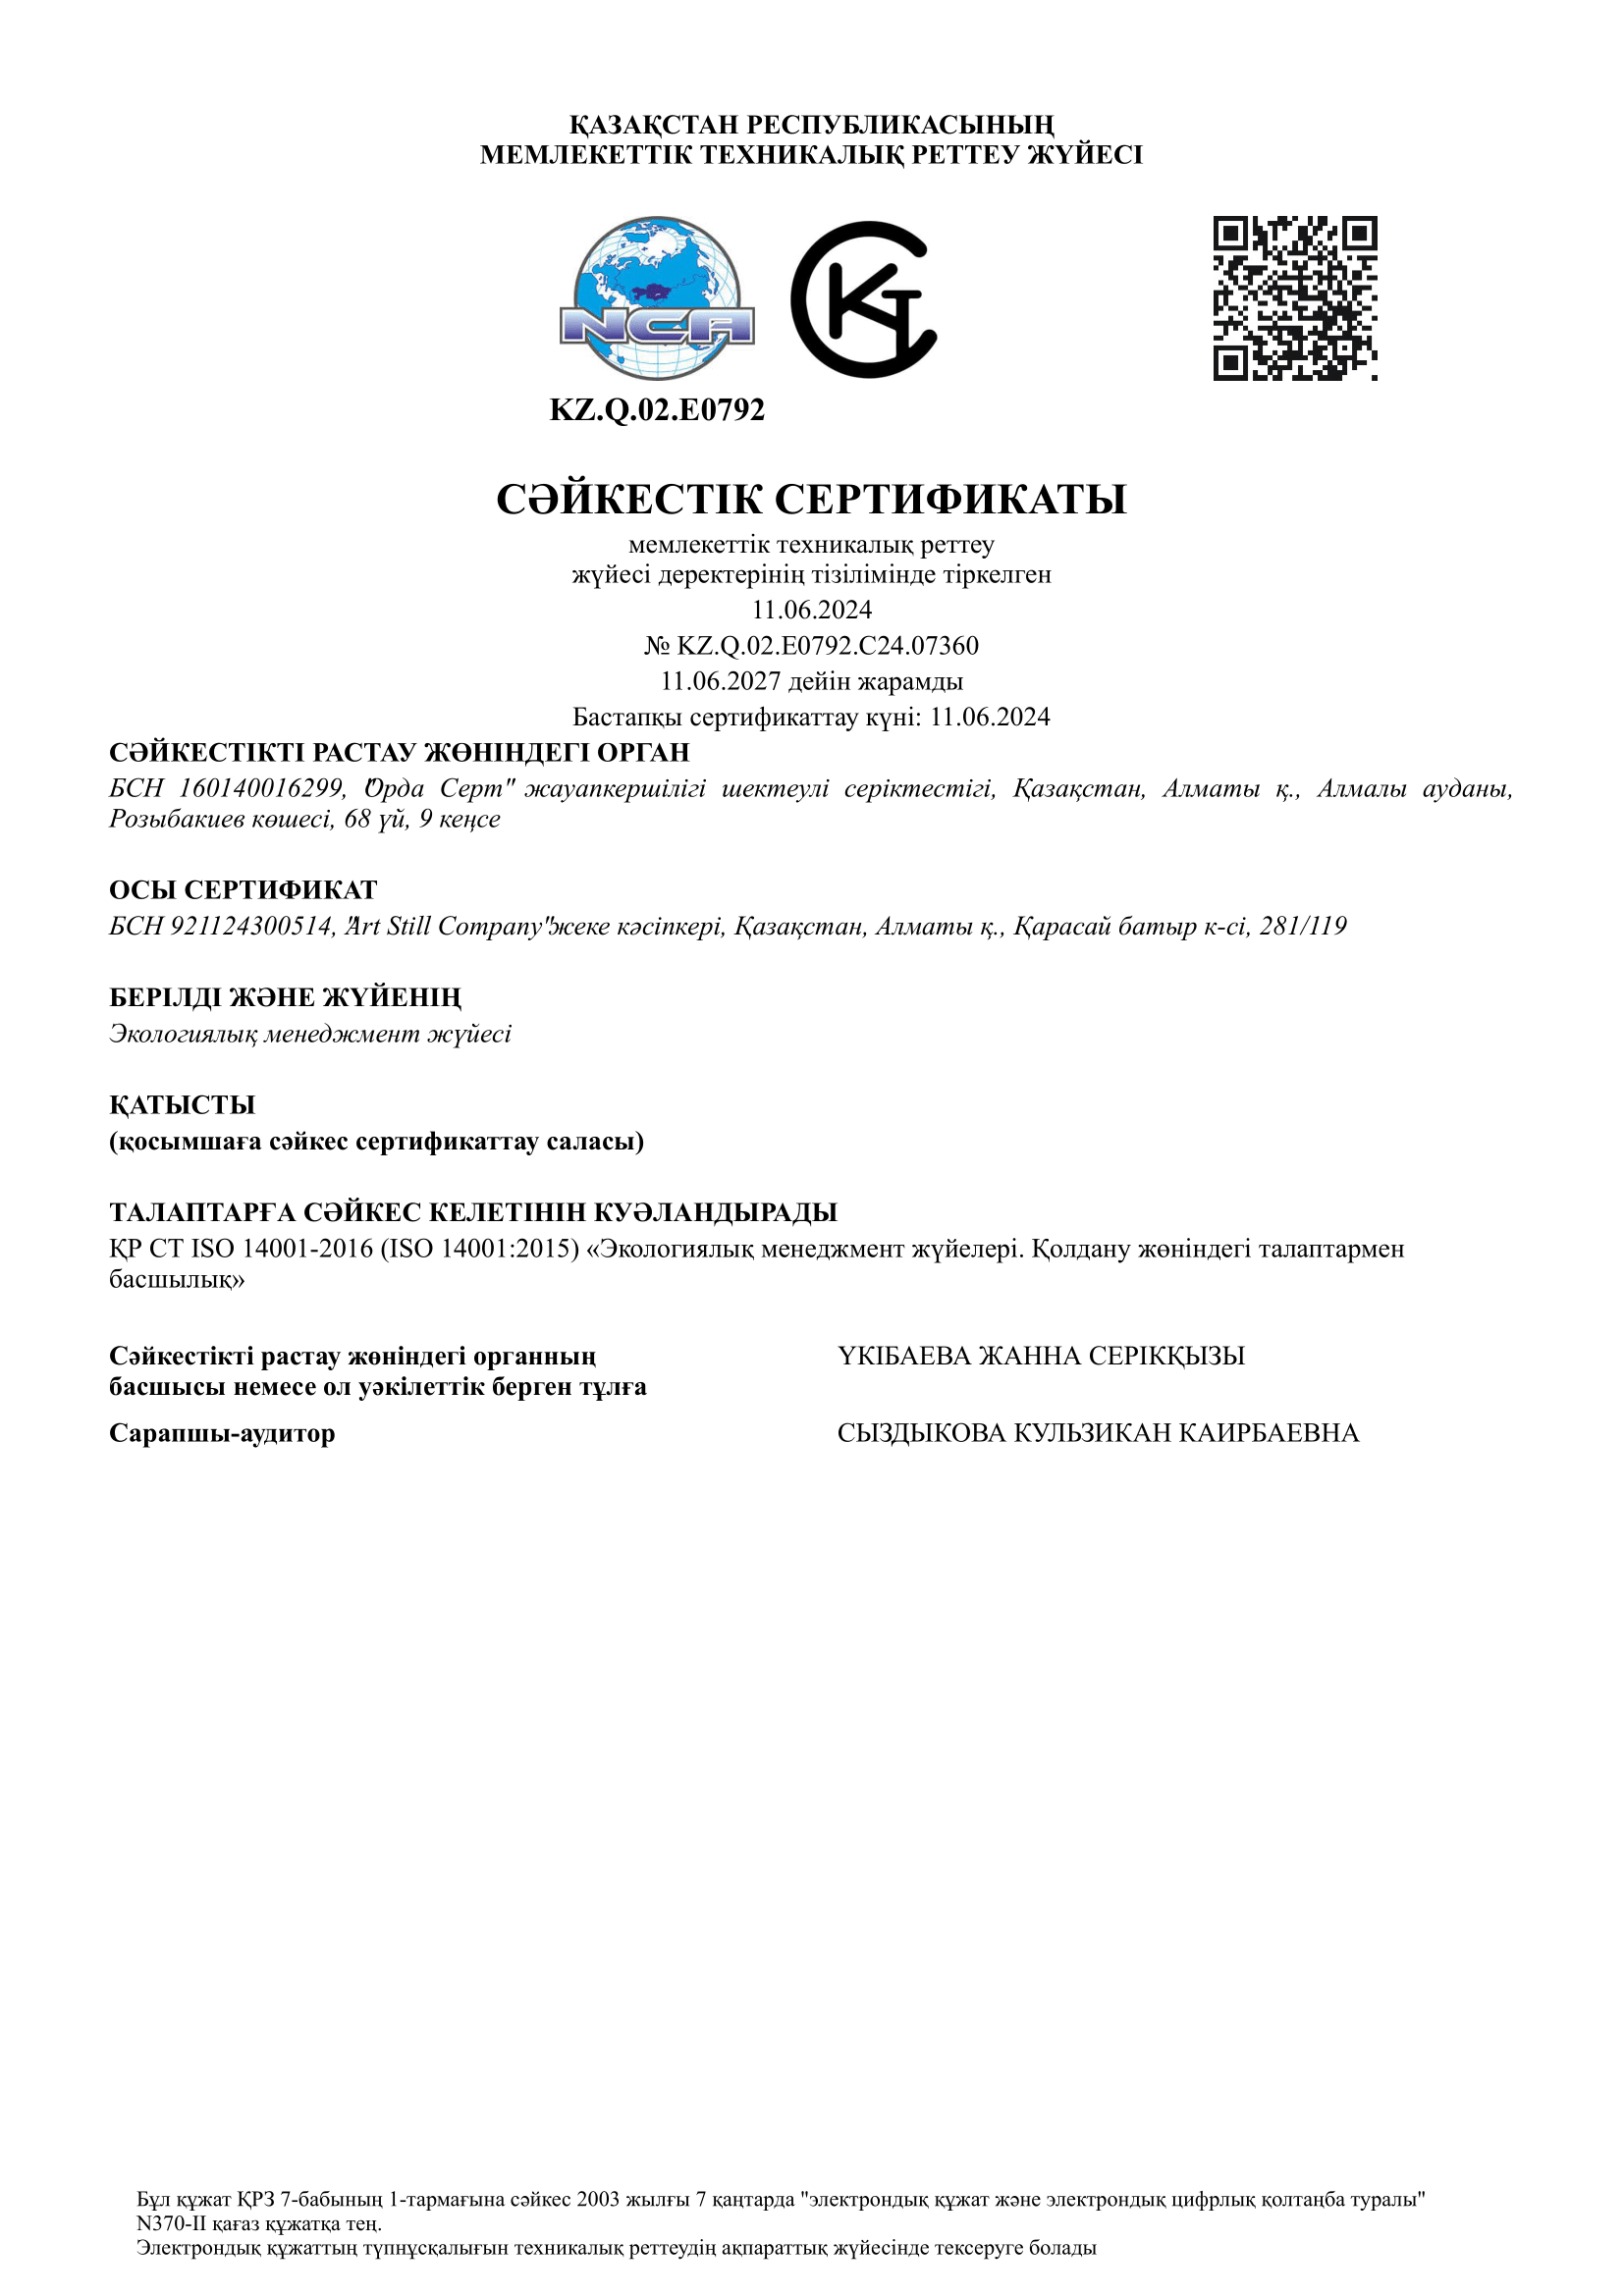 ҚАЗАҚСТАН РЕСПУБЛИКАСЫНЫҢ
МЕМЛЕКЕТТІК ТЕХНИКАЛЫҚ РЕТТЕУ ЖҮЙЕСІ
NCA
KZ.Q.02.E0792
СӘЙКЕСТІК СЕРТИФИКАТЫ
мемлекеттік техникалық реттеу
жүйесі деректерінің тізілімінде тіркелген
11.06.2024
№ KZ.Q.02.E0792.C24.07360
11.06.2027 дейін жарамды
Бастапқы сертификаттау күні: 11.06.2024
СӘЙКЕСТІКТІ РАСТАУ ЖӨНІНДЕГІ ОРГАН
БСН 160140016299, "Орда Серт" жауапкершілігі шектеулі серіктестігі, Қазақстан, Алматы қ., Алмалы ауданы,
Розыбакиев көшесі, 68 үй, 9 кеңсе
ОСЫ СЕРТИФИКАТ
БСН 921124300514, "Art Still Company"жеке кәсіпкері, Қазақстан, Алматы қ., Қарасай батыр к-сі, 281/119
БЕРІЛДІ ЖӘНЕ ЖҮЙЕНІҢ
Экологиялық менеджмент жүйесі
ҚАТЫСТЫ
(қосымшаға сәйкес сертификаттау саласы)
ТАЛАПТАРҒА СӘЙКЕС КЕЛЕТІНІН КУӘЛАНДЫРАДЫ
ҚР СТ ISO 14001-2016 (ISO 14001:2015) «Экологиялық менеджмент жүйелері. Қолдану жөніндегі талаптармен
басшылық»
Сәйкестікті растау жөніндегі органның
басшысы немесе ол уәкілеттік берген тұлға
ҮКІБАЕВА ЖАННА СЕРІКҚЫЗЫ
Сарапшы-аудитор
СЫЗДЫКОВА КУЛЬЗИКАН КАИРБАЕВНА
Бұл құжат ҚРЗ 7-бабының 1-тармағына сәйкес 2003 жылғы 7 қаңтарда "электрондық құжат және электрондық цифрлық қолтаңба туралы"
N370-II қағаз құжатқа тең.
Электрондық құжаттың түпнұсқалығын техникалық реттеудің ақпараттық жүйесінде тексеруге болады